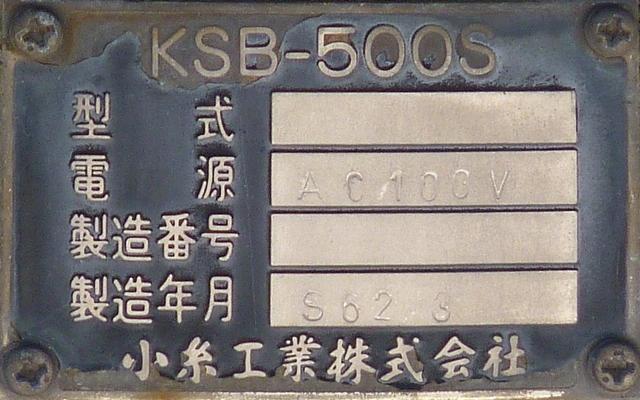 KSB-500S
型式
電源 AC100V
製造番号
製造年月 S62 3
小糸工業株式会社